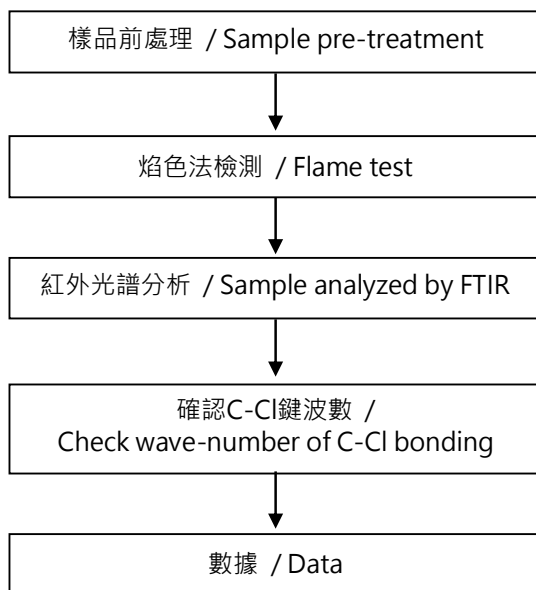 樣品前處理 / Sample pre-treatment
焰色法檢測 / Flame test
紅外光譜分析 / Sample analyzed by FTIR
確認C-Cl鍵波數 /
Check wave-number of C-Cl bonding
數據 / Data